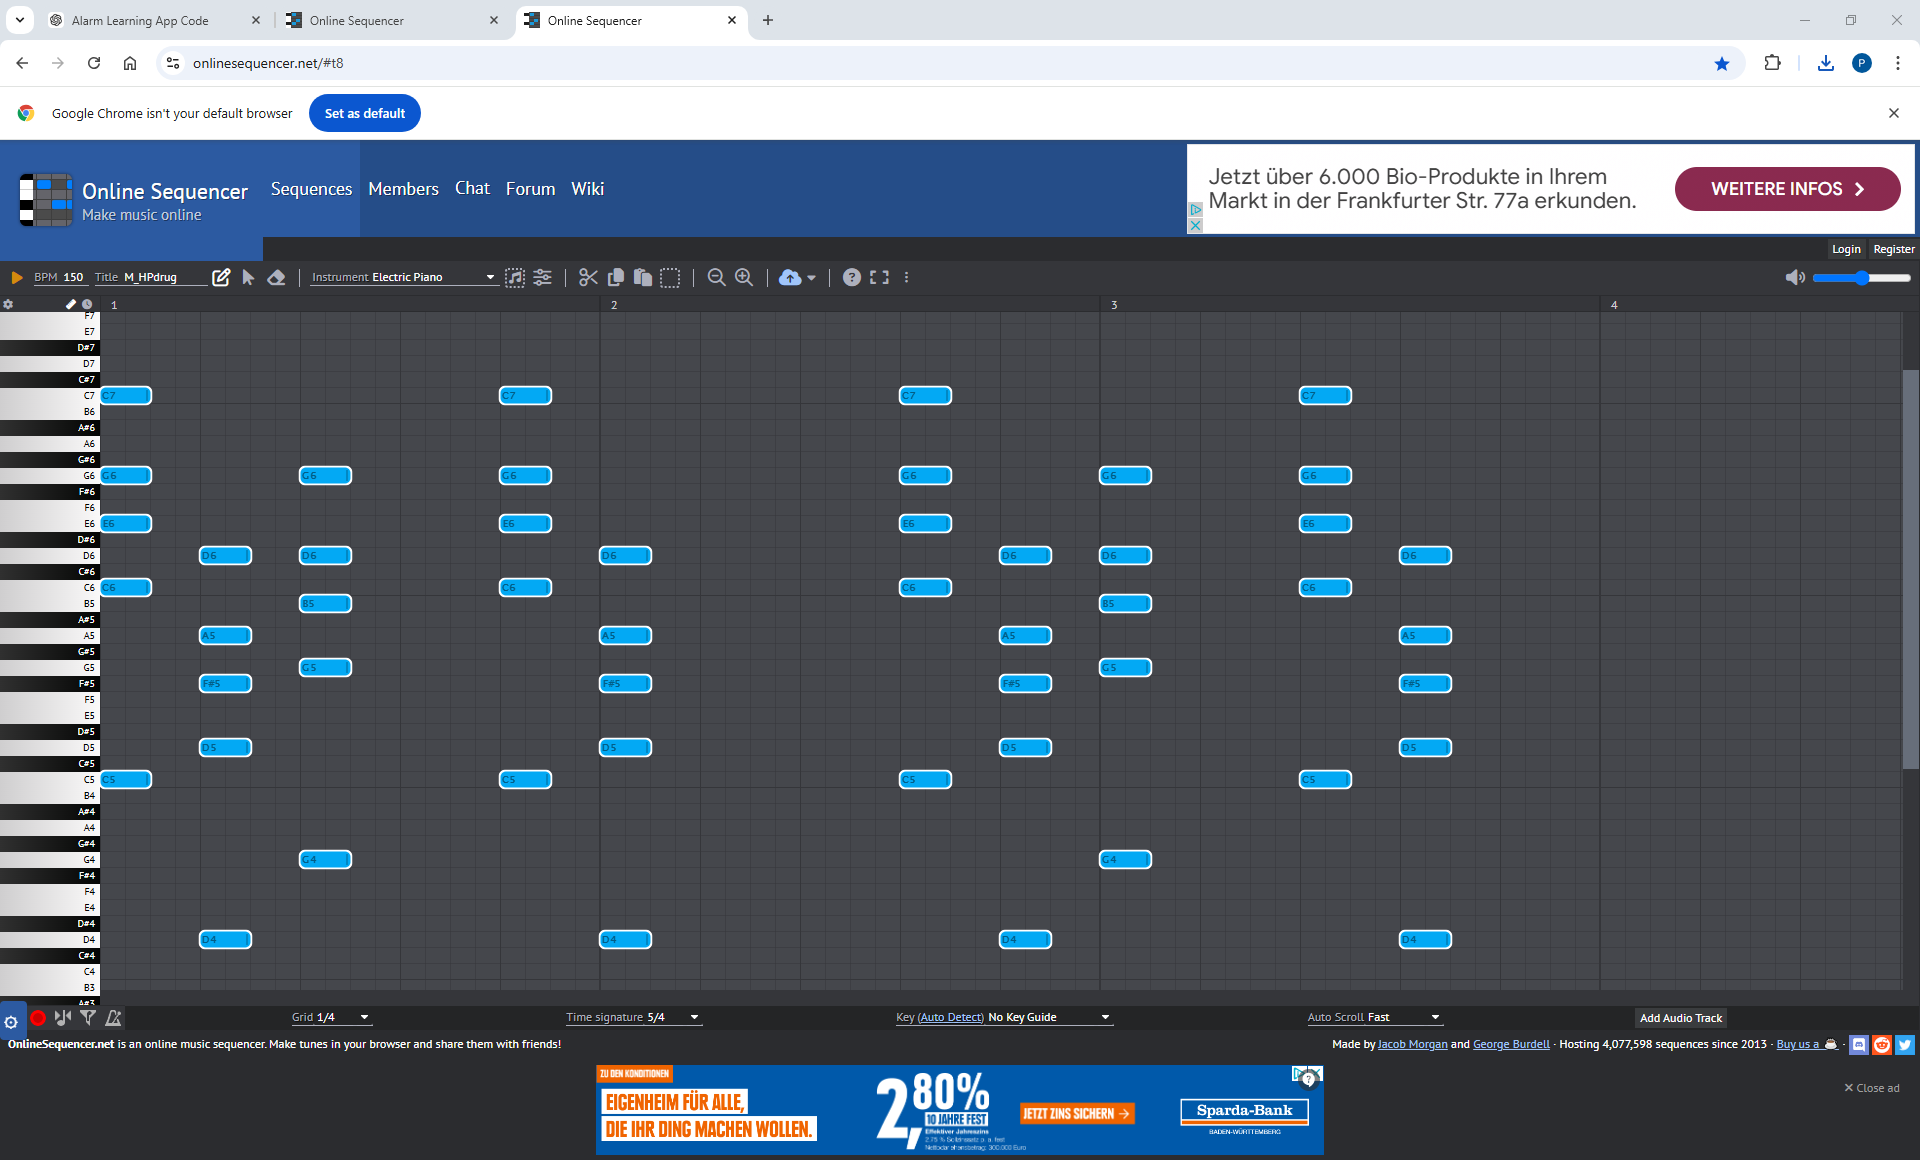 Alarm Learning App Code
Online Sequencer
Online Sequencer
onlinesequencer.net/#t8
P
Google Chrome isn't your default browser
Set as default
Online Sequencer
Make music online
Sequences
Members
Chat
Forum
Wiki
Jetzt über 6.000 Bio-Produkte in Ihrem
Markt in der Frankfurter Str. 77a erkunden.
WEITERE INFOS
Login
Register
BPM 150
Title M_HPdrug
Instrument Electric Piano
1 2 3 4
F7
E7
D#7
D7
C#7
C7 C7 C7 C7 C7
B6
A#6
A6
G#6
G6 G6 G6 G6 G6 G6 G6
F#6
F6
E6 E6 E6 E6 E6
D#6
D6 D6 D6 D6 D6 D6 D6
C#6
C6 C6 C6 C6 C6
B5 B5 B5
A#5
A5 A5 A5 A5 A5
G#5
G5 G5 G5
F#5 F#5 F#5 F#5 F#5
F5
E5
D#5
D5 D5 D5 D5 D5
C#5
C5 C5 C5 C5 C5
B4
A#4
A4
G#4
G4 G4 G4
F#4
F4
E4
D#4
D4 D4 D4 D4 D4
C#4
C4
B3
A#3
Grid 1/4
Time signature 5/4
Key (Auto Detect) No Key Guide
Auto Scroll Fast
Add Audio Track
OnlineSequencer.net is an online music sequencer. Make tunes in your browser and share them with friends!
Made by Jacob Morgan and George Burdell · Hosting 4,077,598 sequences since 2013 · Buy us a ·
ZU DEN KONDITIONEN
EIGENHEIM FÜR ALLE,
DIE IHR DING MACHEN WOLLEN.
2,80%
10 JAHRE FEST
Effektiver Jahreszins
JETZT ZINS SICHERN →
Sparda-Bank
BADEN-WÜRTTEMBERG
Close ad